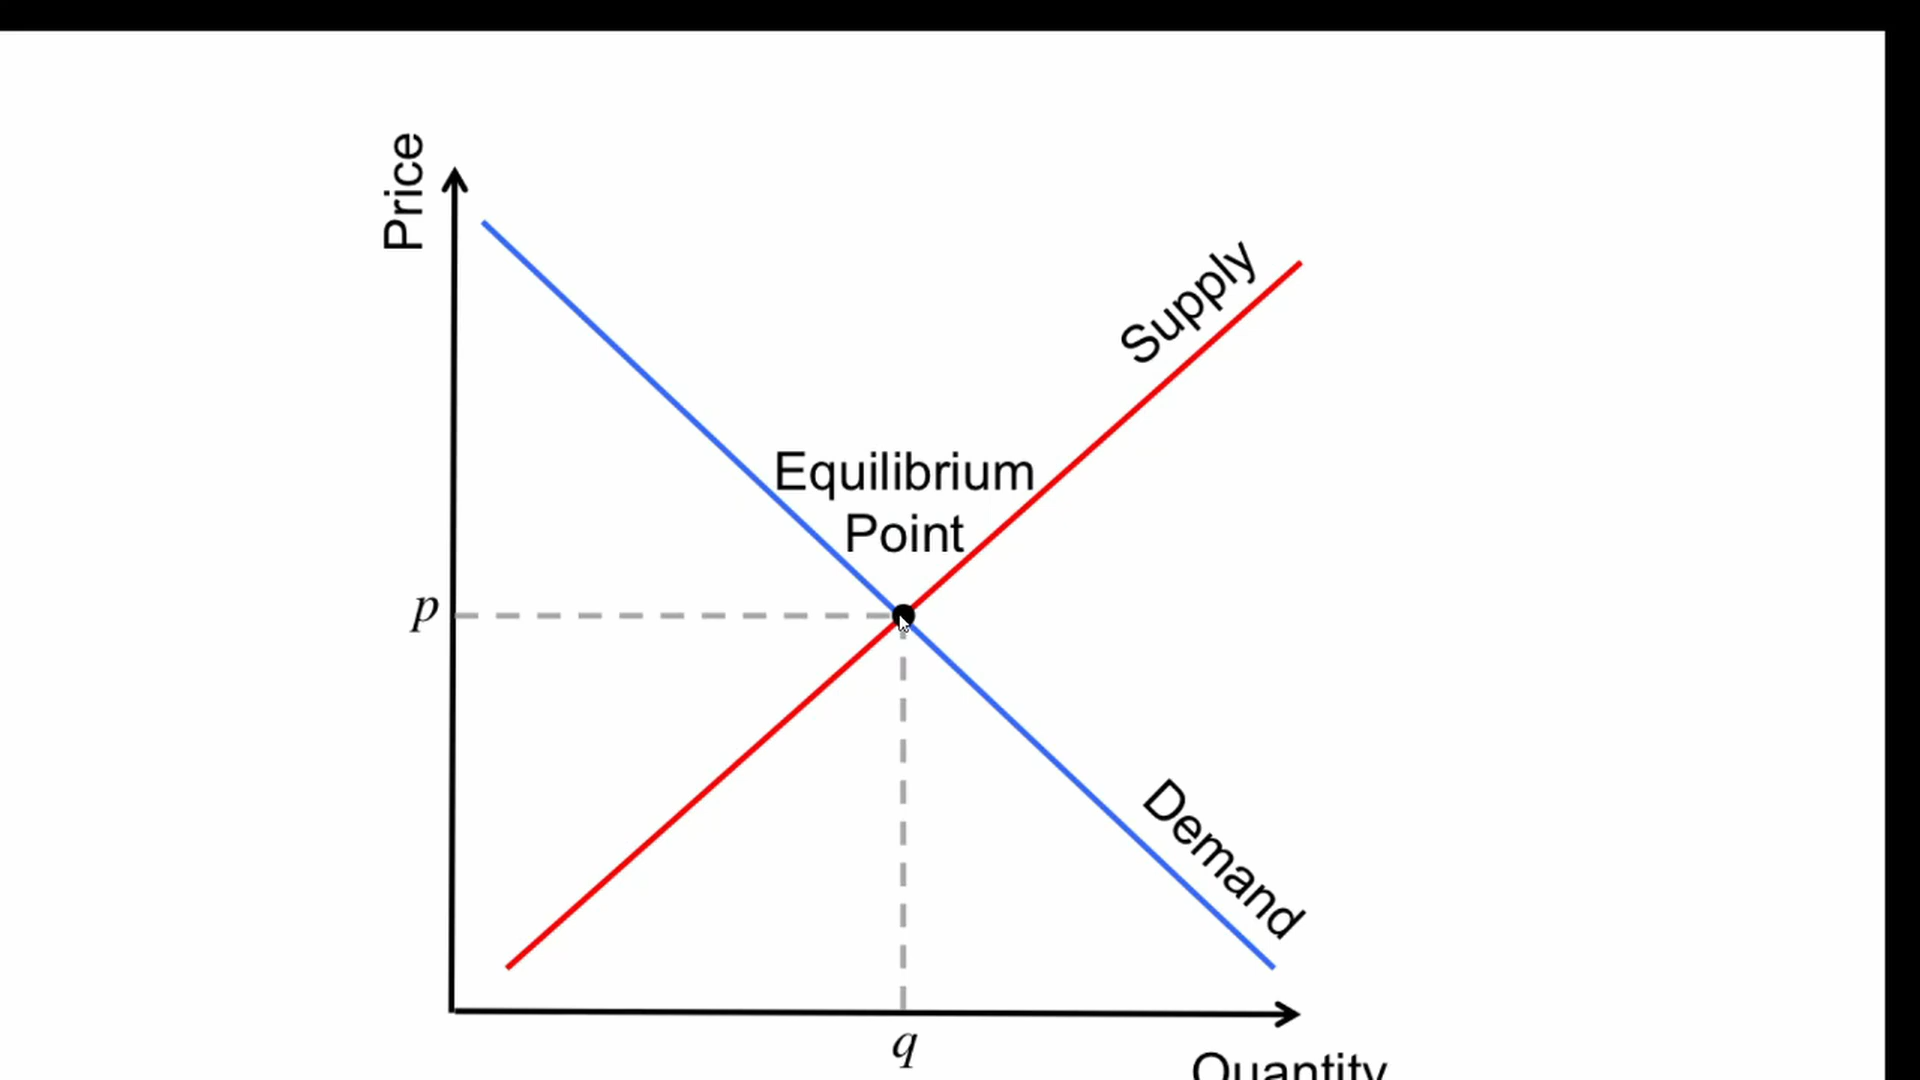 Price
Supply
Equilibrium
Point
p
Demand
q
Quantity